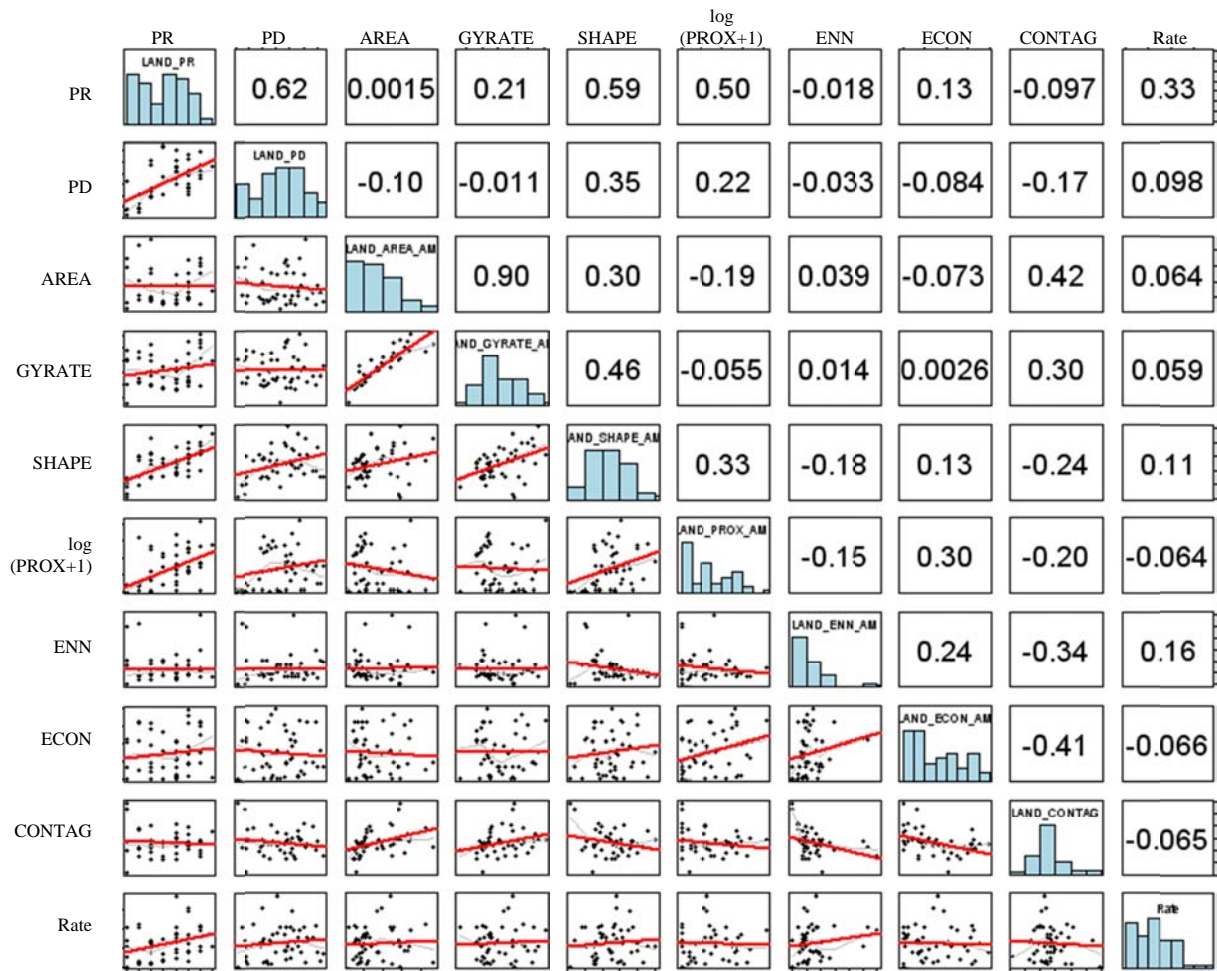 log
PR PD AREA GYRATE SHAPE (PROX+1) ENN ECON CONTAG Rate
PR LAND_PR 0.62 0.0015 0.21 0.59 0.50 -0.018 0.13 -0.097 0.33
PD LAND_PD -0.10 -0.011 0.35 0.22 -0.033 -0.084 -0.17 0.098
AREA LAND_AREA_AM 0.90 0.30 -0.19 0.039 -0.073 0.42 0.064
GYRATE AND_GYRATE_AI 0.46 -0.055 0.014 0.0026 0.30 0.059
SHAPE AND_SHAPE_AM 0.33 -0.18 0.13 -0.24 0.11
log
(PROX+1) AND_PROX_AM -0.15 0.30 -0.20 -0.064
ENN LAND_ENN_AM 0.24 -0.34 0.16
ECON LAND_ECON_AM -0.41 -0.066
CONTAG LAND_CONTAG -0.065
Rate Rate